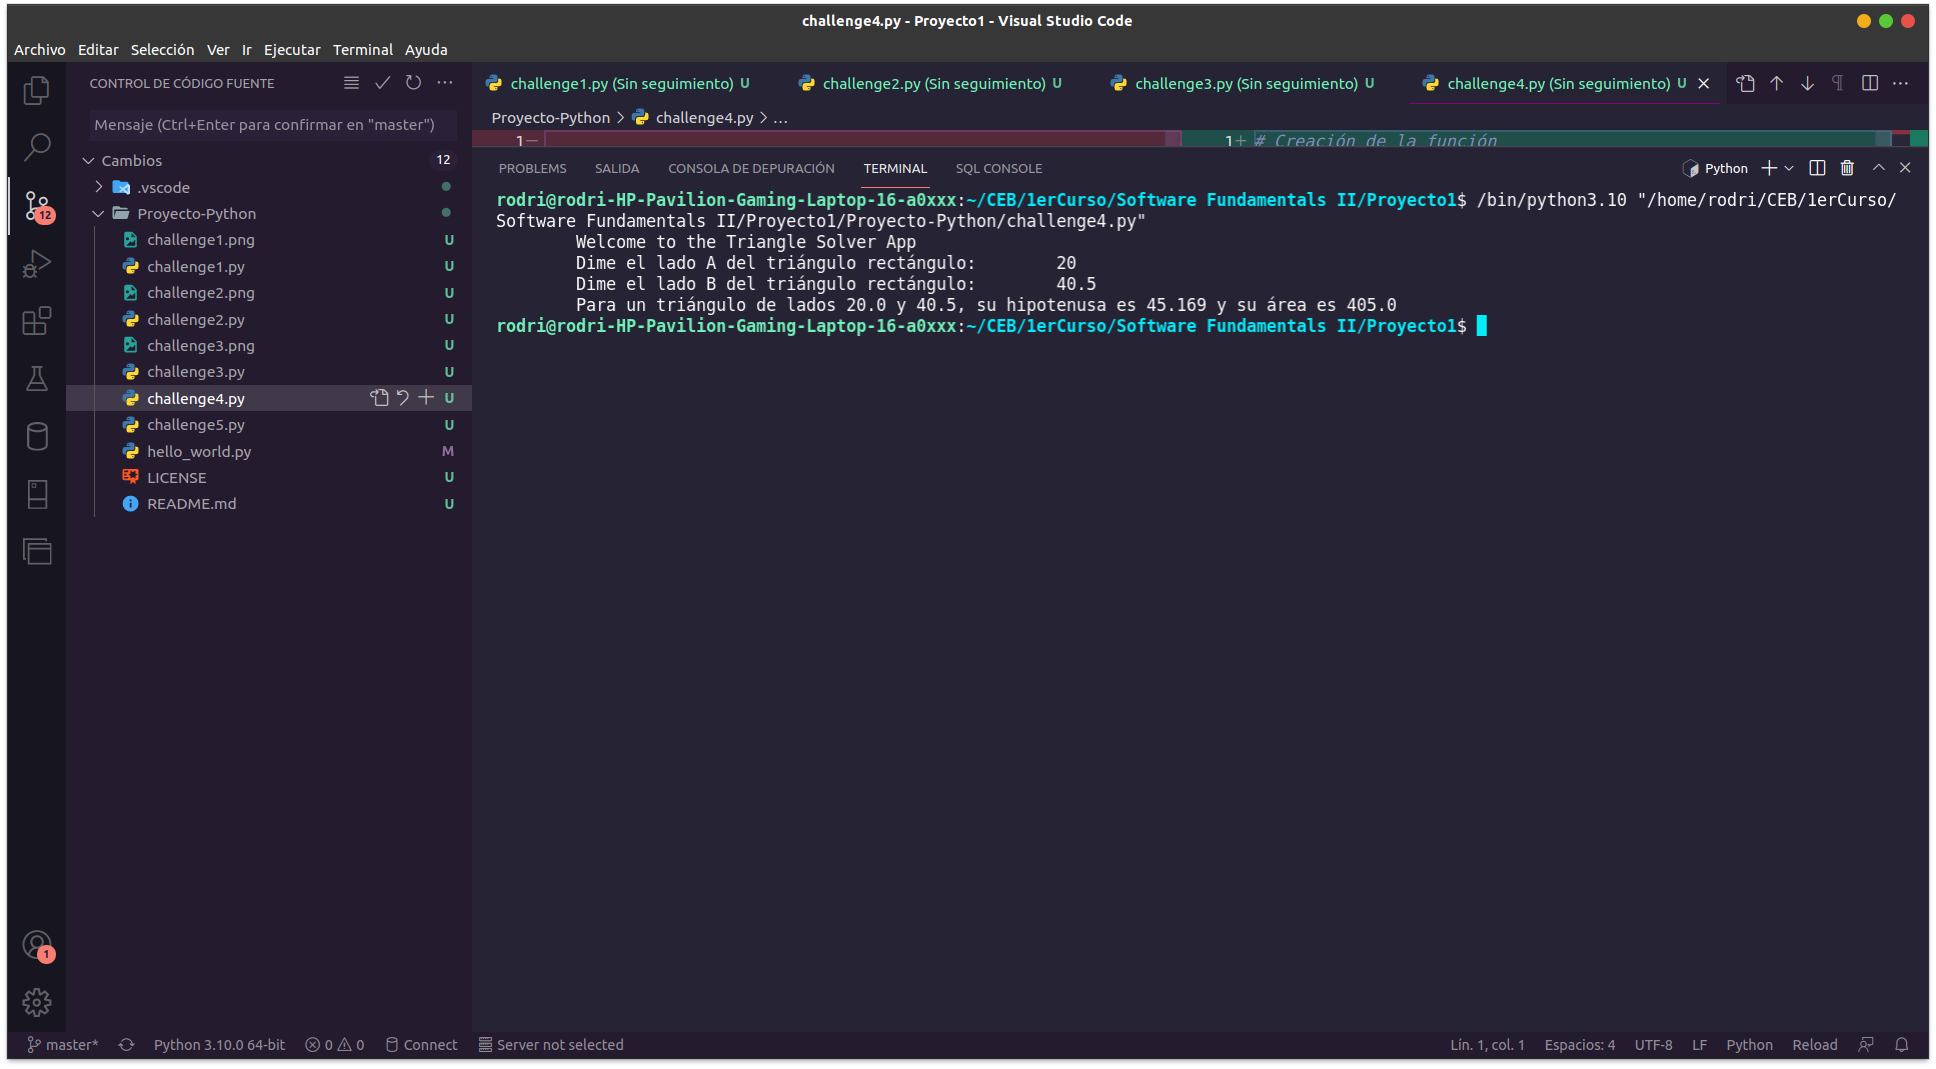 challenge4.py - Proyecto1 - Visual Studio Code
Archivo Editar Selección Ver Ir Ejecutar Terminal Ayuda
CONTROL DE CÓDIGO FUENTE
challenge1.py (Sin seguimiento) U challenge2.py (Sin seguimiento) U challenge3.py (Sin seguimiento) U challenge4.py (Sin seguimiento) U
Mensaje (Ctrl+Enter para confirmar en "master")
Proyecto-Python > challenge4.py > ...
1− 1+ # Creación de la función
Cambios 12
.vscode
Proyecto-Python
challenge1.png U
challenge1.py U
challenge2.png U
challenge2.py U
challenge3.png U
challenge3.py U
challenge4.py U
challenge5.py U
hello_world.py M
LICENSE U
README.md U
12
1
PROBLEMS SALIDA CONSOLA DE DEPURACIÓN TERMINAL SQL CONSOLE Python
rodri@rodri-HP-Pavilion-Gaming-Laptop-16-a0xxx:~/CEB/1erCurso/Software Fundamentals II/Proyecto1$ /bin/python3.10 "/home/rodri/CEB/1erCurso/
Software Fundamentals II/Proyecto1/Proyecto-Python/challenge4.py"
Welcome to the Triangle Solver App
Dime el lado A del triángulo rectángulo: 20
Dime el lado B del triángulo rectángulo: 40.5
Para un triángulo de lados 20.0 y 40.5, su hipotenusa es 45.169 y su área es 405.0
rodri@rodri-HP-Pavilion-Gaming-Laptop-16-a0xxx:~/CEB/1erCurso/Software Fundamentals II/Proyecto1$
master* Python 3.10.0 64-bit 0 0 Connect Server not selected Lín. 1, col. 1 Espacios: 4 UTF-8 LF Python Reload